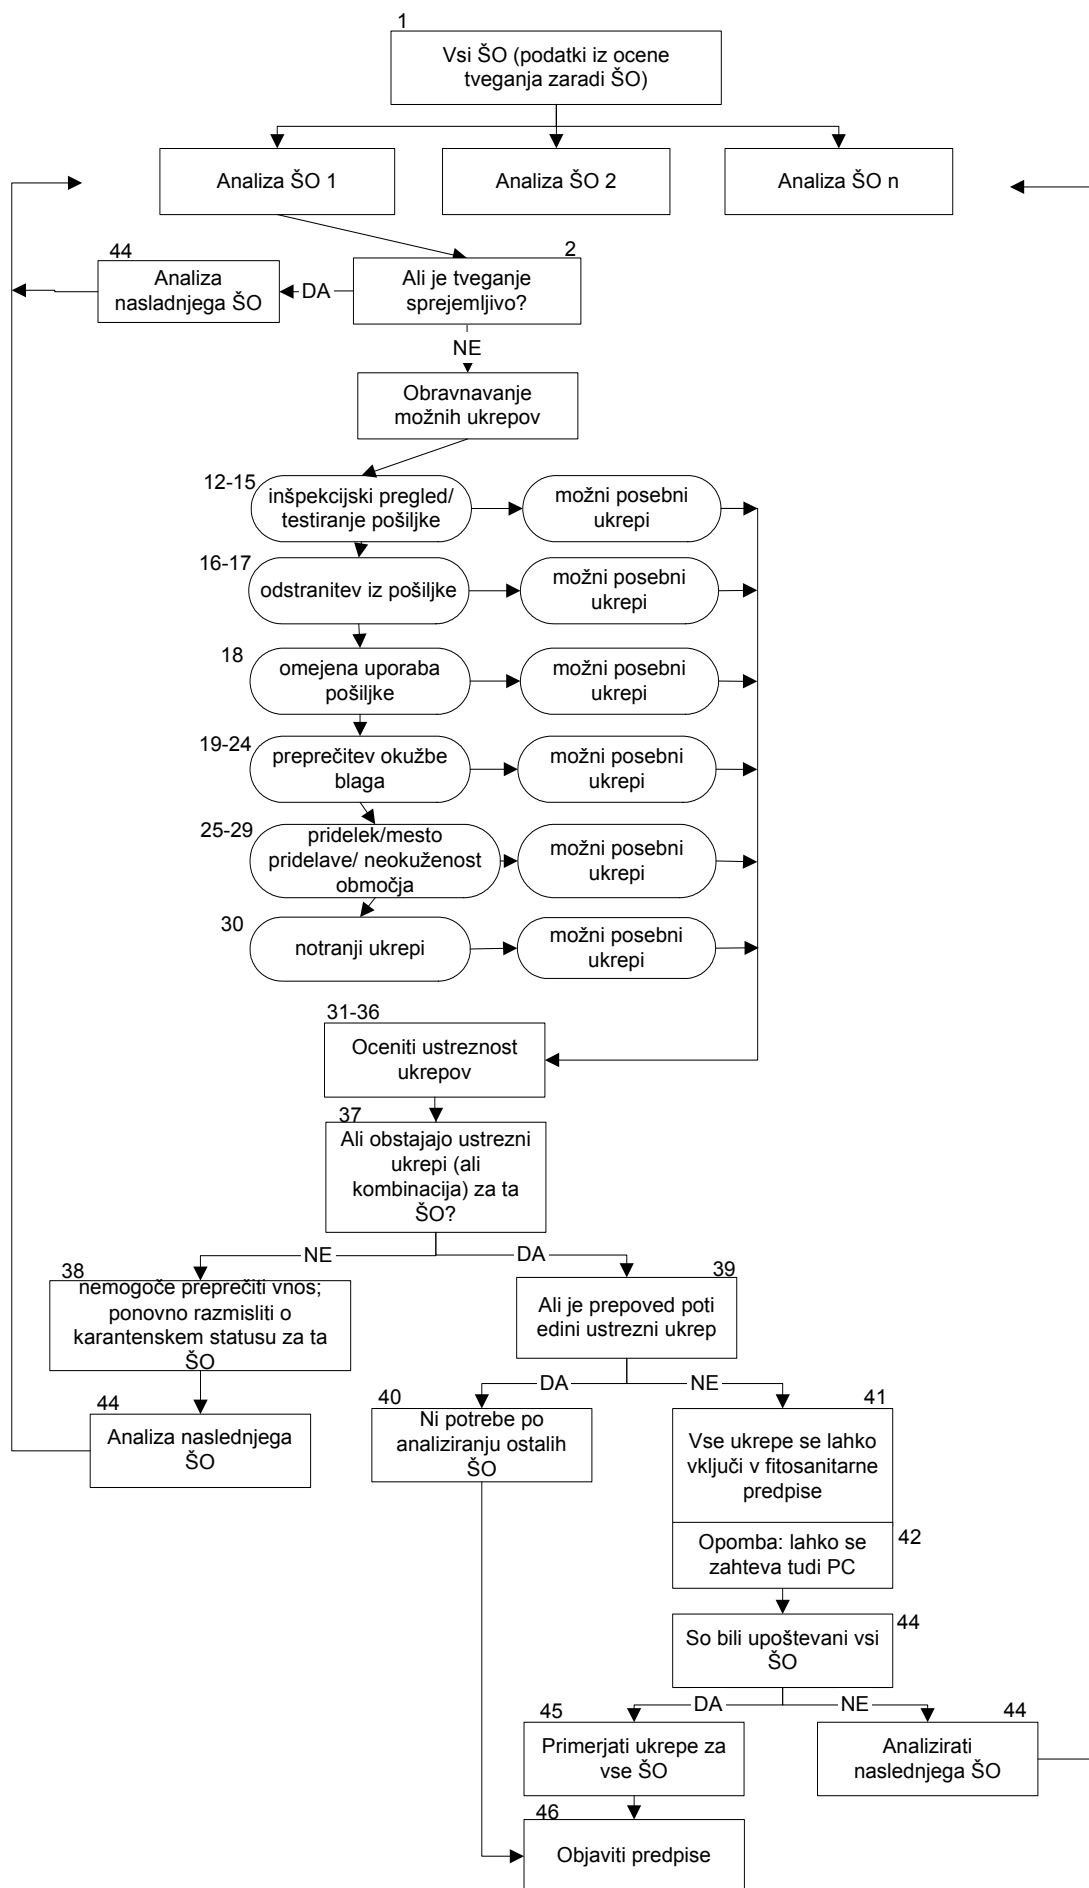 1
Vsi ŠO (podatki iz ocene
tveganja zaradi ŠO)
Analiza ŠO 1
Analiza ŠO 2
Analiza ŠO n
44
Analiza
nasladnjega ŠO
DA
2
Ali je tveganje
sprejemljivo?
NE
Obravnavanje
možnih ukrepov
12-15
inšpekcijski pregled/
testiranje pošiljke
možni posebni
ukrepi
16-17
odstranitev iz pošiljke
možni posebni
ukrepi
18
omejena uporaba
pošiljke
možni posebni
ukrepi
19-24
preprečitev okužbe
blaga
možni posebni
ukrepi
25-29
pridelek/mesto
pridelave/ neokuženost
območja
možni posebni
ukrepi
30
notranji ukrepi
možni posebni
ukrepi
31-36
Oceniti ustreznost
ukrepov
37
Ali obstajajo ustrezni
ukrepi (ali
kombinacija) za ta
ŠO?
NE
DA
38
nemogoče preprečiti vnos;
ponovno razmisliti o
karantenskem statusu za ta
ŠO
39
Ali je prepoved poti
edini ustrezni ukrep
DA
NE
44
Analiza naslednjega
ŠO
40
Ni potrebe po
analiziranju ostalih
ŠO
41
Vse ukrepe se lahko
vključi v fitosanitarne
predpise
Opomba: lahko se
zahteva tudi PC
42
So bili upoštevani vsi
ŠO
44
DA
NE
45
Primerjati ukrepe za
vse ŠO
44
Analizirati
naslednjega ŠO
46
Objaviti predpise